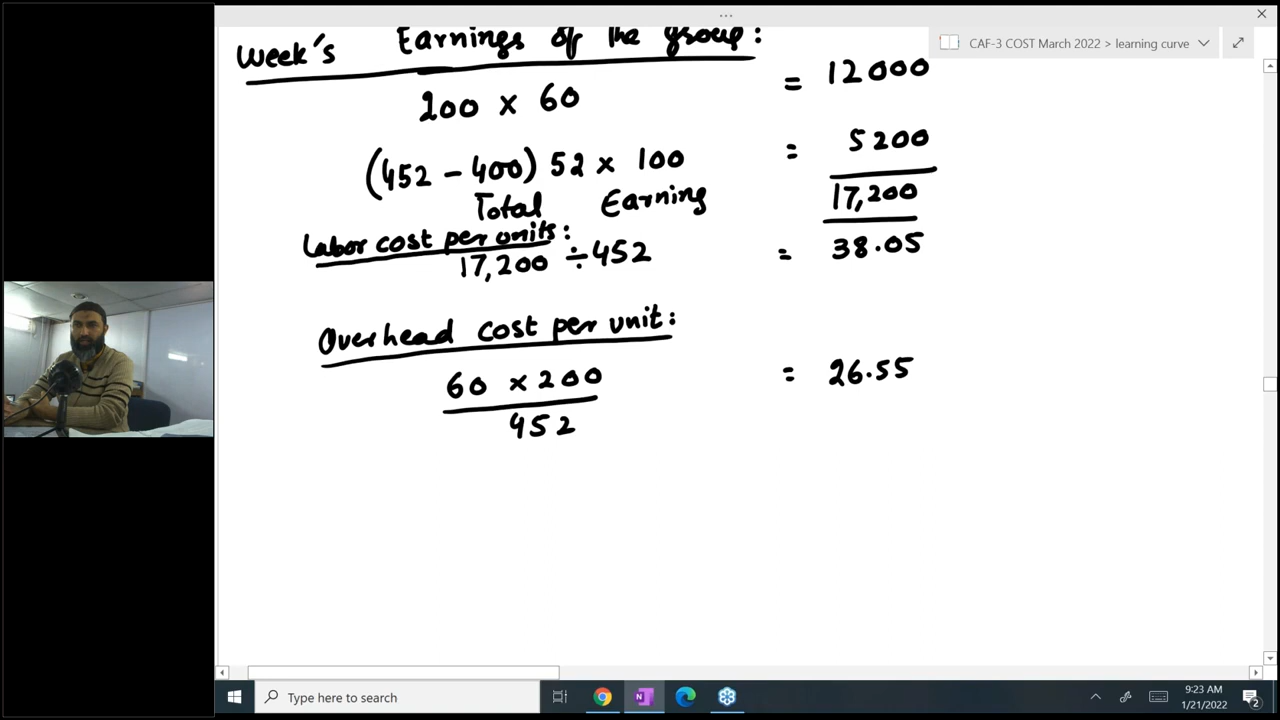 CAF-3 COST March 2022 > learning curve
Week's Earnings of the group:
200 x 60 = 12000
(452 - 400) 52 x 100 = 5200
Total Earning 17,200
Labor cost per units:
17,200 ÷ 452 = 38.05
Overhead cost per unit:
60 x 200 = 26.55
452
Type here to search
9:23 AM
1/21/2022
2